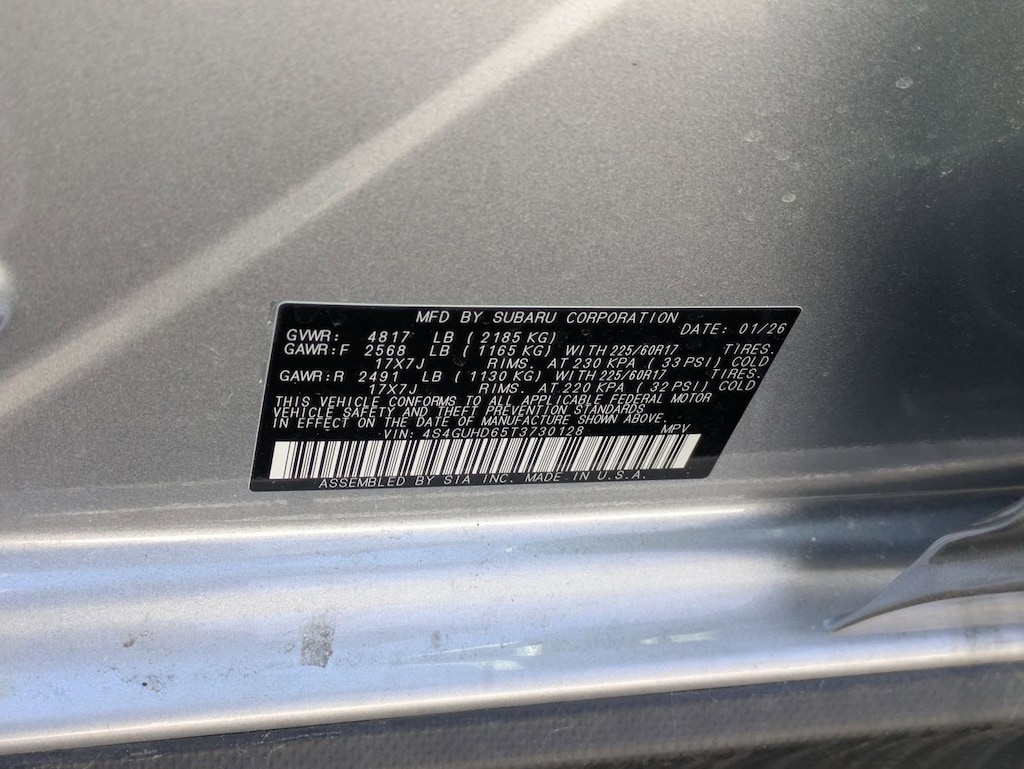 MFD BY SUBARU CORPORATION
DATE: 01/26
GVWR: 4817 LB ( 2185 KG)
GAWR:F 2568 LB ( 1165 KG) WITH 225/60R17 TIRES.
17X7J RIMS. AT 230 KPA ( 33 PSI) COLD
GAWR:R 2491 LB ( 1130 KG) WITH 225/60R17 TIRES.
17X7J RIMS. AT 220 KPA ( 32 PSI) COLD
THIS VEHICLE CONFORMS TO ALL APPLICABLE FEDERAL MOTOR
VEHICLE SAFETY AND THEFT PREVENTION STANDARDS
IN EFFECT ON THE DATE OF MANUFACTURE SHOWN ABOVE.
VIN: 4S4GUHD65T3730128 MPV
ASSEMBLED BY SIA INC. MADE IN U.S.A.